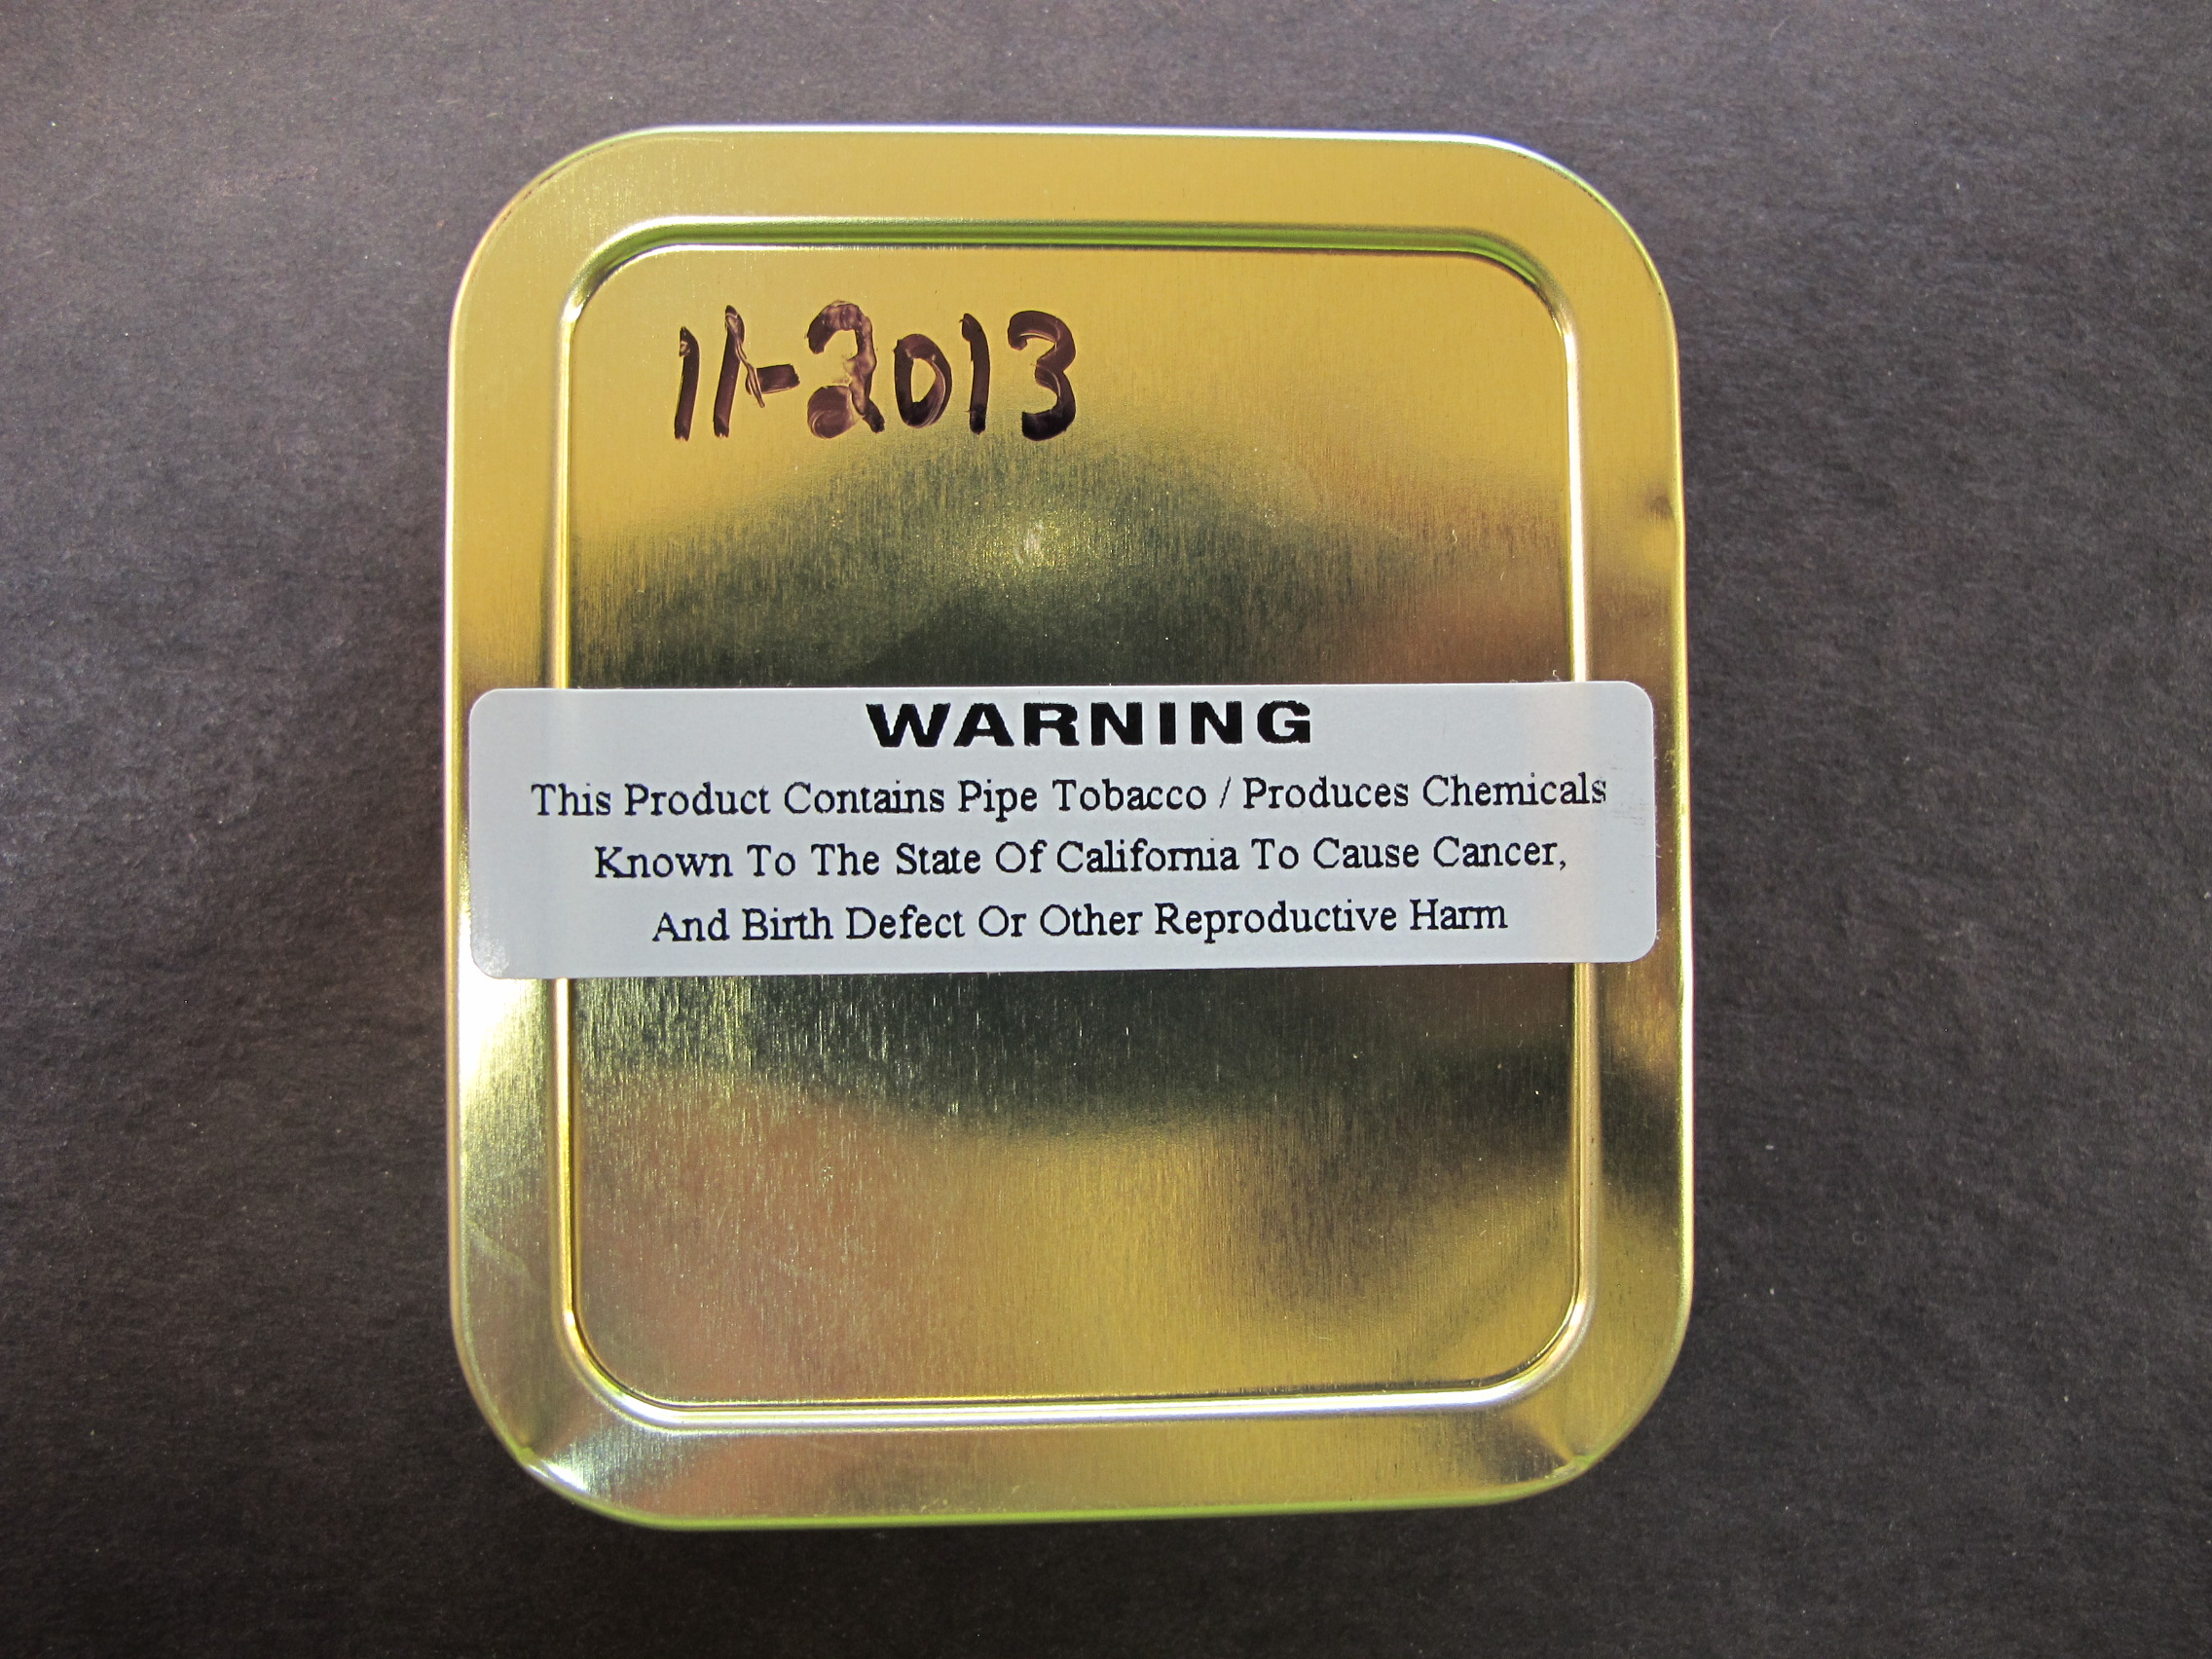 11-2013
WARNING
This Product Contains Pipe Tobacco / Produces Chemicals
Known To The State Of California To Cause Cancer,
And Birth Defect Or Other Reproductive Harm